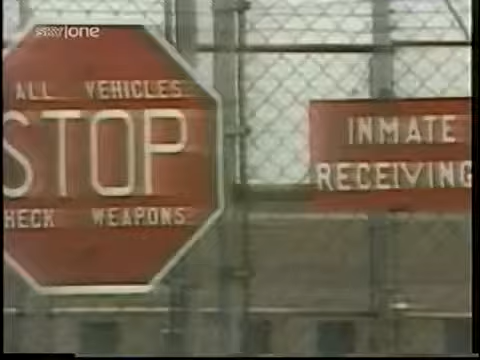 sky one
ALL VEHICLES
STOP
HECK WEAPONS
INMATE
RECEIVING